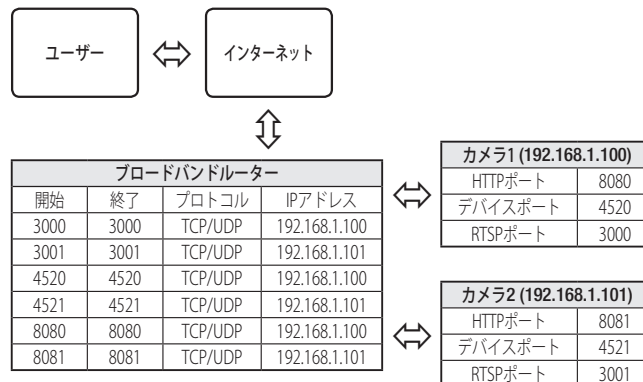 ユーザー
インターネット
ブロードバンドルーター
開始 終了 プロトコル IPアドレス
3000 3000 TCP/UDP 192.168.1.100
3001 3001 TCP/UDP 192.168.1.101
4520 4520 TCP/UDP 192.168.1.100
4521 4521 TCP/UDP 192.168.1.101
8080 8080 TCP/UDP 192.168.1.100
8081 8081 TCP/UDP 192.168.1.101
カメラ1 (192.168.1.100)
HTTPポート 8080
デバイスポート 4520
RTSPポート 3000
カメラ2 (192.168.1.101)
HTTPポート 8081
デバイスポート 4521
RTSPポート 3001